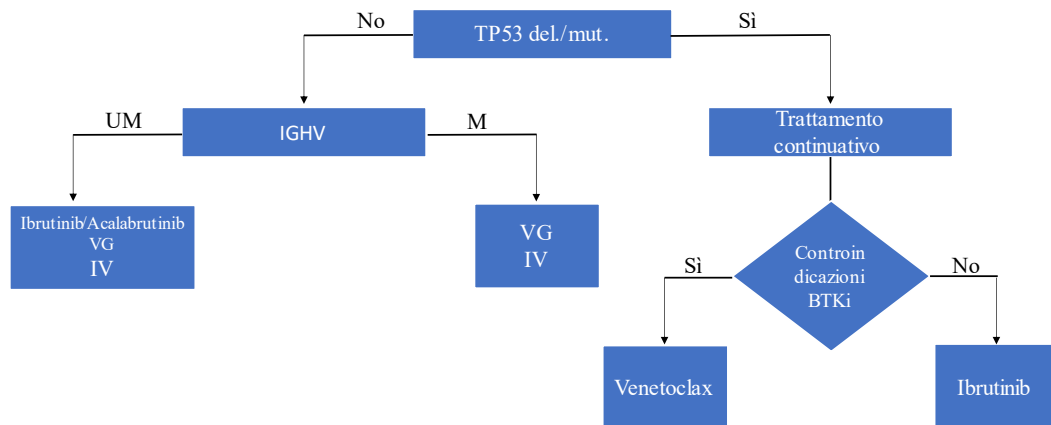 No
TP53 del./mut.
Sì
UM
IGHV
M
Trattamento
continuativo
Ibrutinib/Acalabrutinib
VG
IV
VG
IV
Controin
dicazioni
BTKi
Sì
No
Venetoclax
Ibrutinib